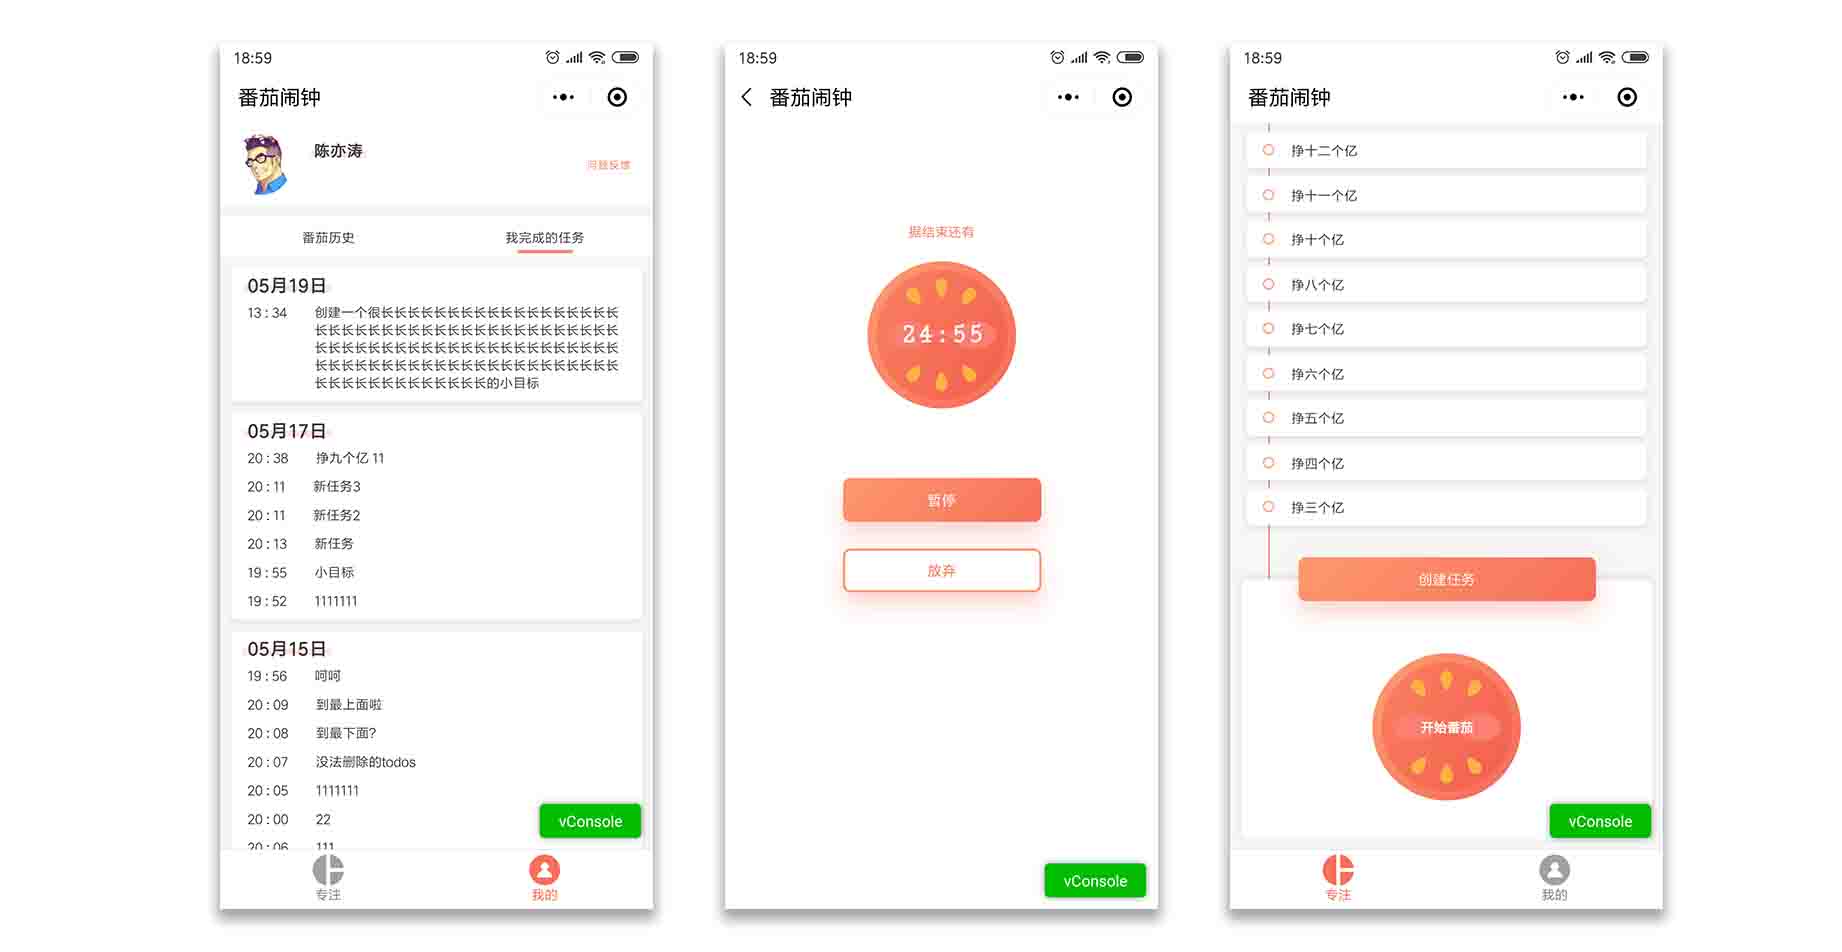 18:59
番茄闹钟
陈亦涛
问题反馈
番茄历史
我完成的任务
05月19日
13 : 34
创建一个很长长长长长长长长长长长长长长长长长长
长长长长长长长长长长长长长长长长长长长长长长长
长长长长长长长长长长长长长长长长长长长长长长长
长长长长长长长长长长长长长长长长长长长长长长长
长长长长长长长长长长长长长的小目标
05月17日
20 : 38 挣九个亿 11
20 : 11 新任务3
20 : 11 新任务2
20 : 13 新任务
19 : 55 小目标
19 : 52 1111111
05月15日
19 : 56 呵呵
20 : 09 到最上面啦
20 : 08 到最下面?
20 : 07 没法删除的todos
20 : 05 1111111
20 : 00 22
20 : 06 111
vConsole
专注
我的
18:59
番茄闹钟
据结束还有
24:55
暂停
放弃
vConsole
18:59
番茄闹钟
挣十二个亿
挣十一个亿
挣十个亿
挣八个亿
挣七个亿
挣六个亿
挣五个亿
挣四个亿
挣三个亿
创建任务
开始番茄
vConsole
专注
我的